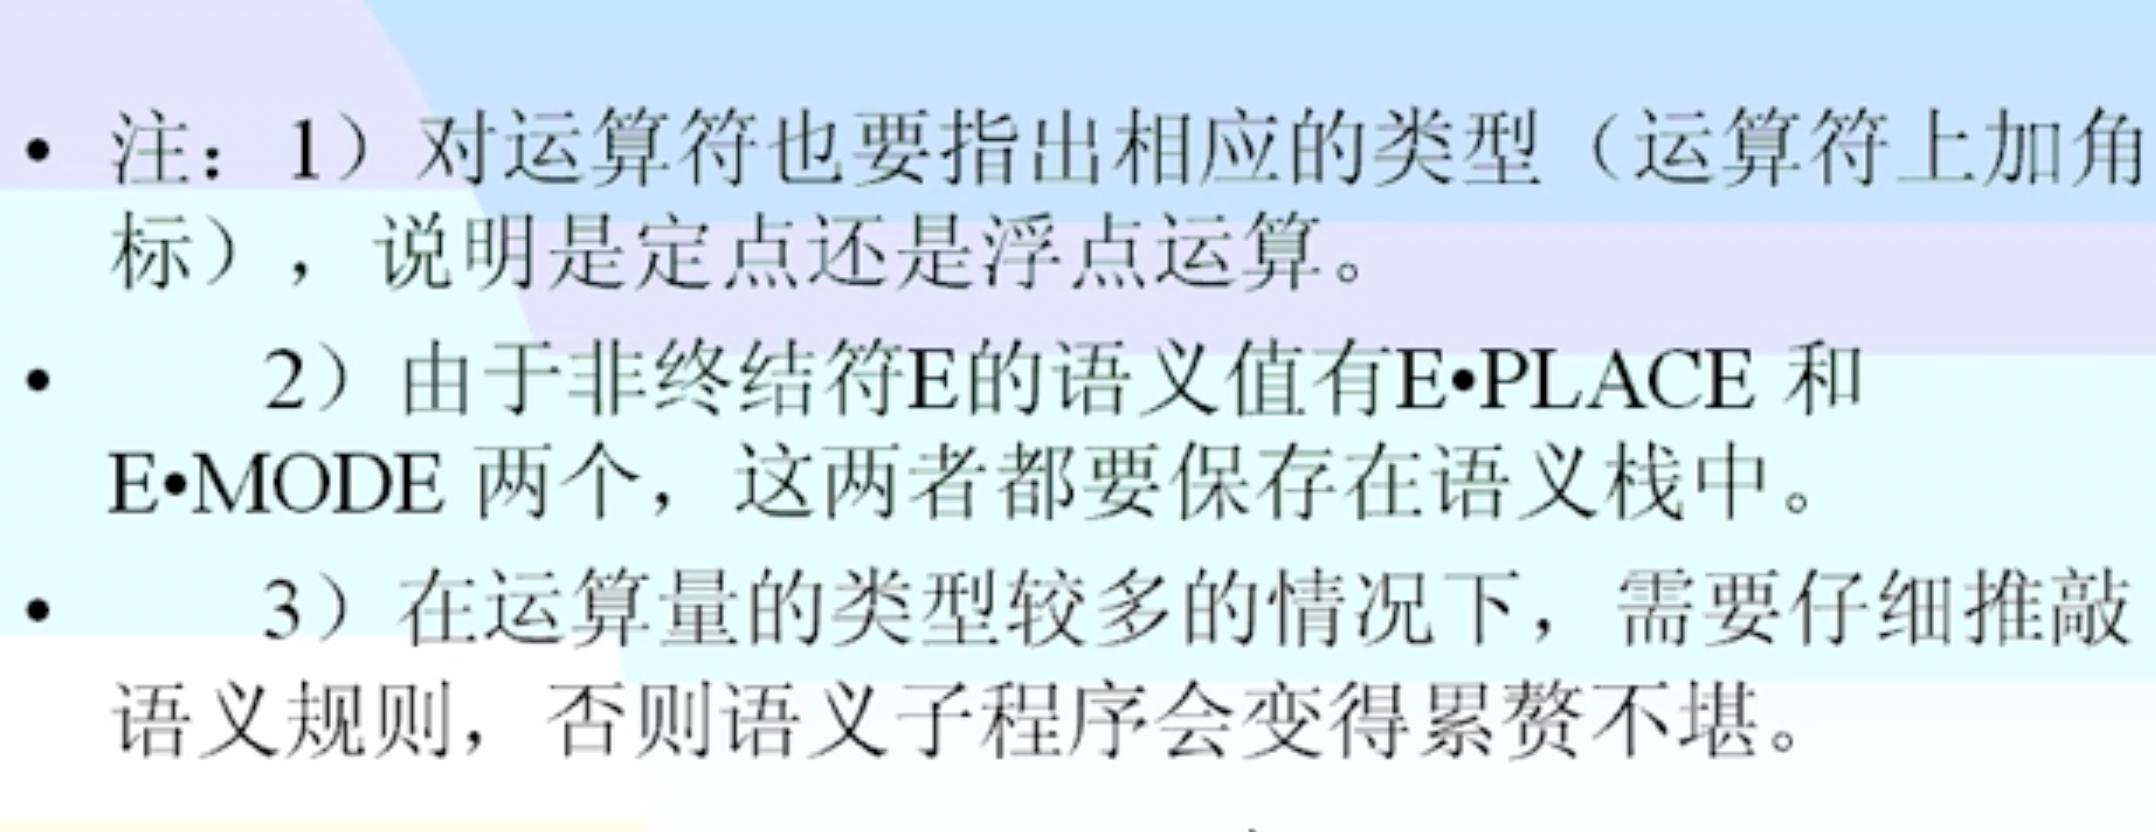 • 注：1）对运算符也要指出相应的类型（运算符上加角
标），说明是定点还是浮点运算。
• 2）由于非终结符E的语义值有E•PLACE 和
E•MODE 两个，这两者都要保存在语义栈中。
• 3）在运算量的类型较多的情况下，需要仔细推敲
语义规则，否则语义子程序会变得累赘不堪。